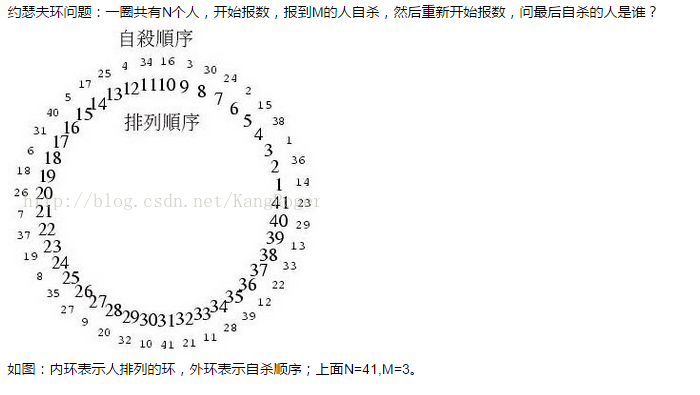 约瑟夫环问题：一圈共有N个人，开始报数，报到M的人自杀，然后重新开始报数，问最后自杀的人是谁？
自殺順序
14 36 1 38 15 2 24 30 3 16 34 4 25 17 5 40 31 6 18 26 7 37 19 8 35 27 9 20 32 10 41 21 11 28 39 12 22 33 13 29 23
1 2 3 4 5 6 7 8 9 10 11 12 13 14 15 16 17 18 19 20 21 22 23 24 25 26 27 28 29 30 31 32 33 34 35 36 37 38 39 40 41
排列順序
http://blog.csdn.net/KangRoger
如图：内环表示人排列的环，外环表示自杀顺序；上面N=41,M=3。